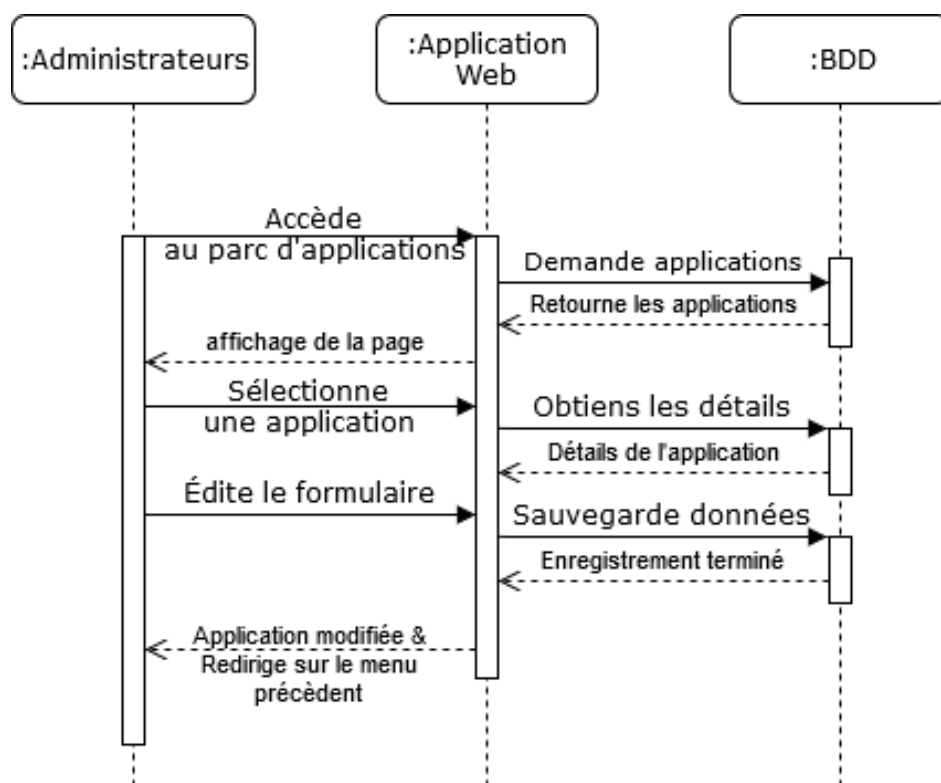 :Administrateurs
:Application
Web
:BDD
Accède
au parc d'applications
Demande applications
Retourne les applications
affichage de la page
Sélectionne
une application
Obtiens les détails
Détails de l'application
Édite le formulaire
Sauvegarde données
Enregistrement terminé
Application modifiée &
Redirige sur le menu
précèdent